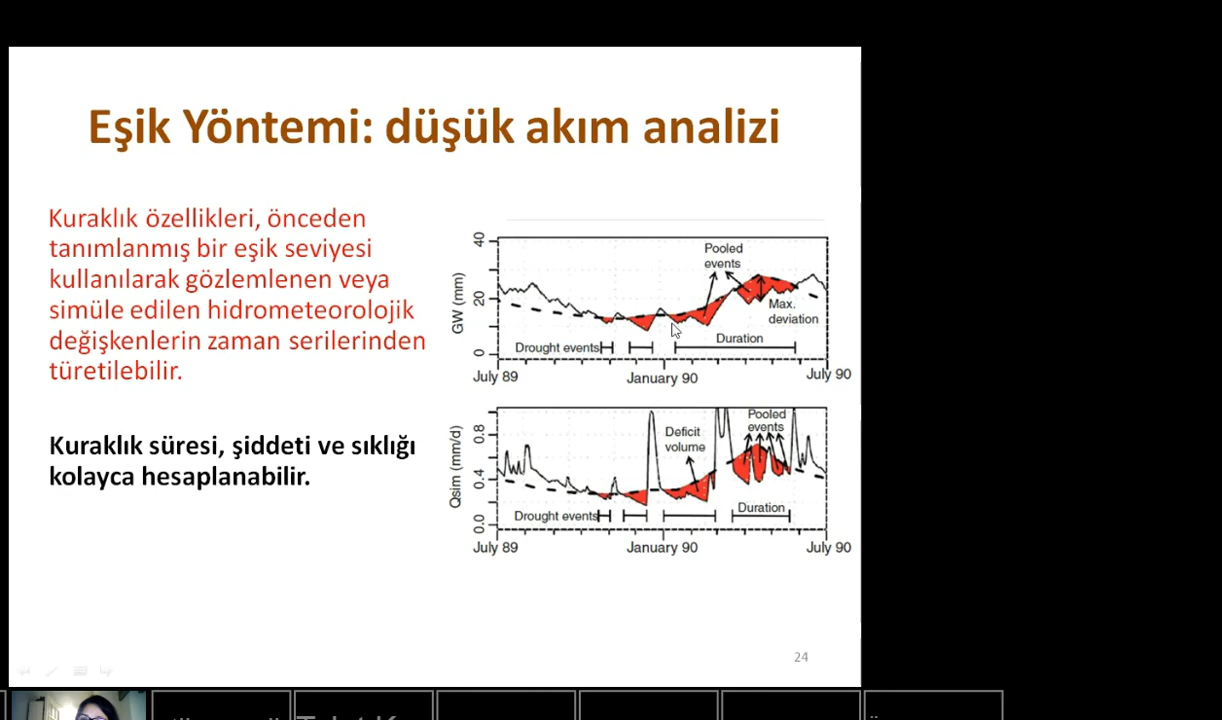 Eşik Yöntemi: düşük akım analizi
Kuraklık özellikleri, önceden
tanımlanmış bir eşik seviyesi
kullanılarak gözlemlenen veya
simüle edilen hidrometeorolojik
değişkenlerin zaman serilerinden
türetilebilir.
Kuraklık süresi, şiddeti ve sıklığı
kolayca hesaplanabilir.
GW (mm)
40
20
0
Pooled
events
Max.
deviation
Drought events
Duration
July 89
January 90
July 90
Qsim (mm/d)
0.8
0.4
0.0
Deficit
volume
Pooled
events
Drought events
Duration
July 89
January 90
July 90
24